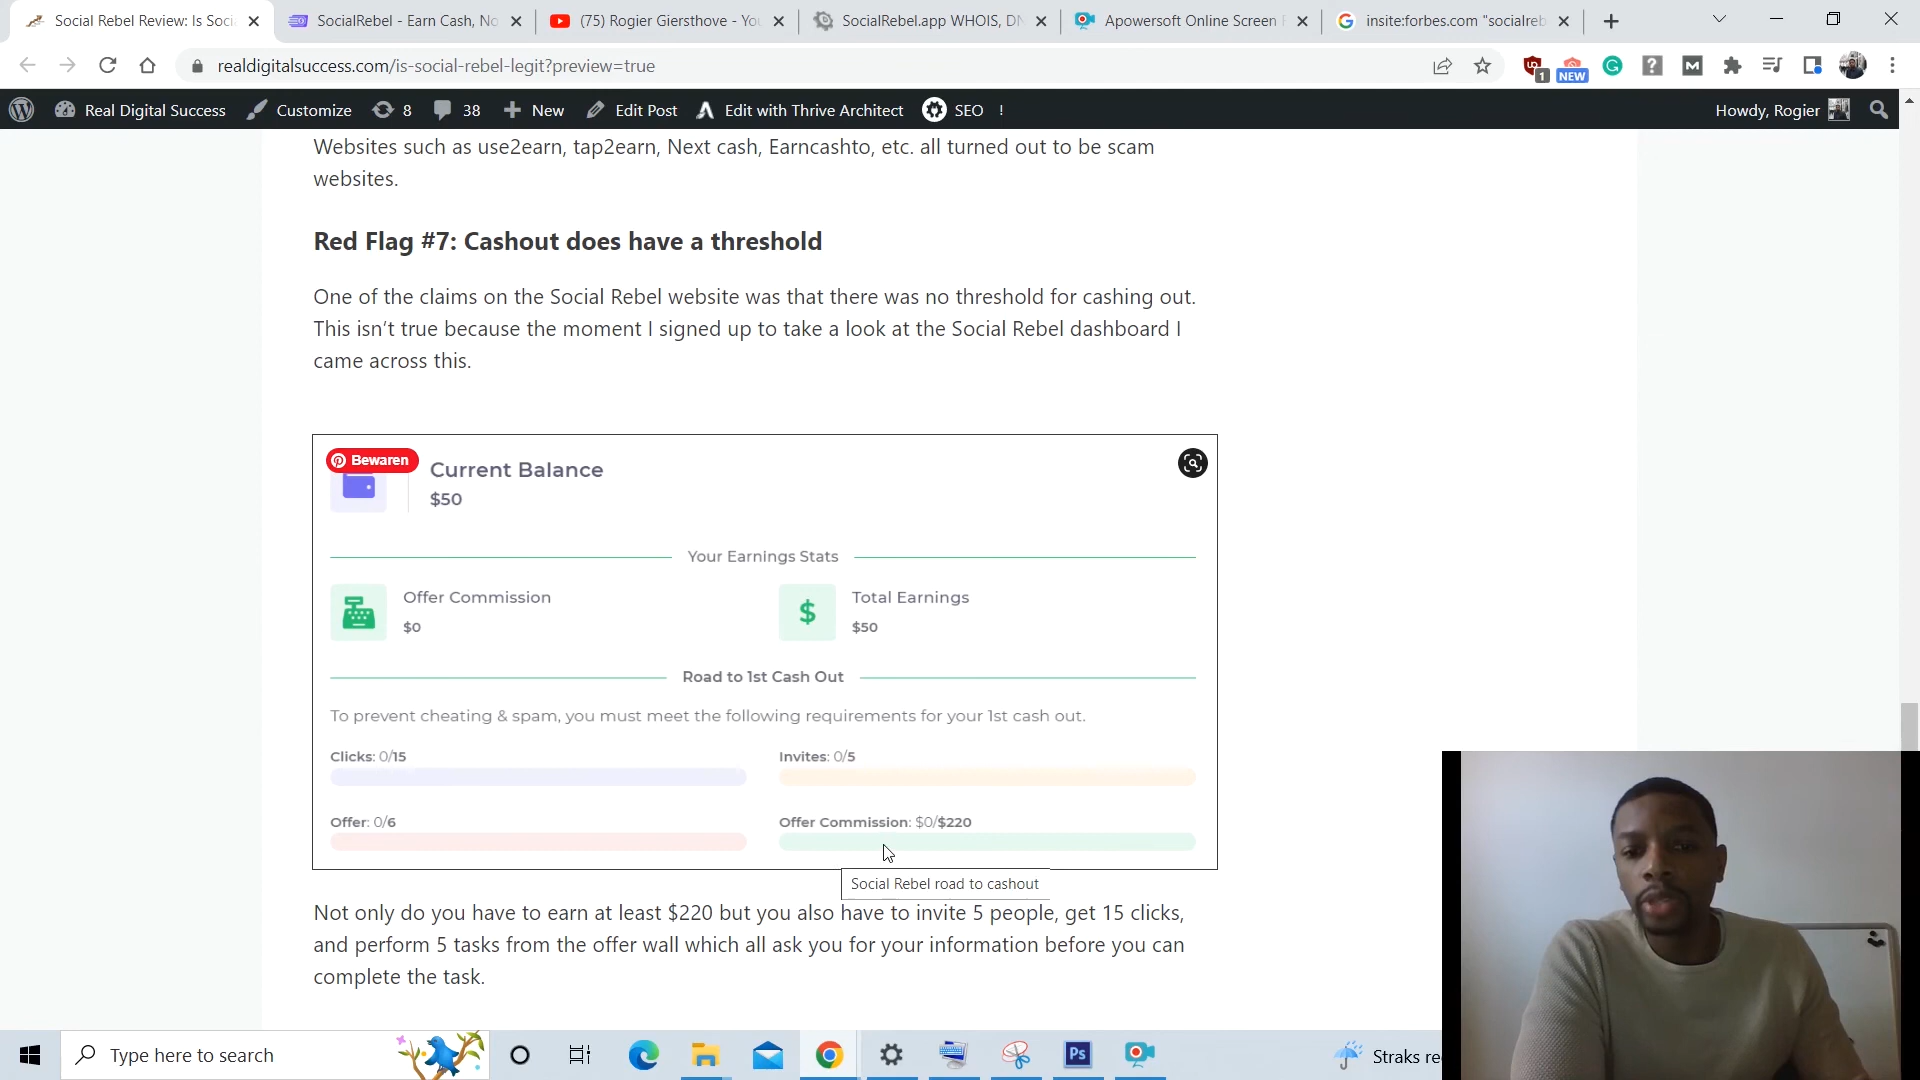 Social Rebel Review: Is Soci
SocialRebel - Earn Cash, No
(75) Rogier Giersthove - Yo
SocialRebel.app WHOIS, DN
Apowersoft Online Screen
insite:forbes.com "socialreb
realdigitalsuccess.com/is-social-rebel-legit?preview=true
1
NEW
Real Digital Success
Customize
8
38
New
Edit Post
Edit with Thrive Architect
SEO
!
Howdy, Rogier
Websites such as use2earn, tap2earn, Next cash, Earncashto, etc. all turned out to be scam
websites.
Red Flag #7: Cashout does have a threshold
One of the claims on the Social Rebel website was that there was no threshold for cashing out.
This isn’t true because the moment I signed up to take a look at the Social Rebel dashboard I
came across this.
Bewaren
Current Balance
$50
Your Earnings Stats
Offer Commission
$0
Total Earnings
$50
Road to 1st Cash Out
To prevent cheating & spam, you must meet the following requirements for your 1st cash out.
Clicks: 0/15
Invites: 0/5
Offer: 0/6
Offer Commission: $0/$220
Social Rebel road to cashout
Not only do you have to earn at least $220 but you also have to invite 5 people, get 15 clicks,
and perform 5 tasks from the offer wall which all ask you for your information before you can
complete the task.
Type here to search
Ps
Straks re